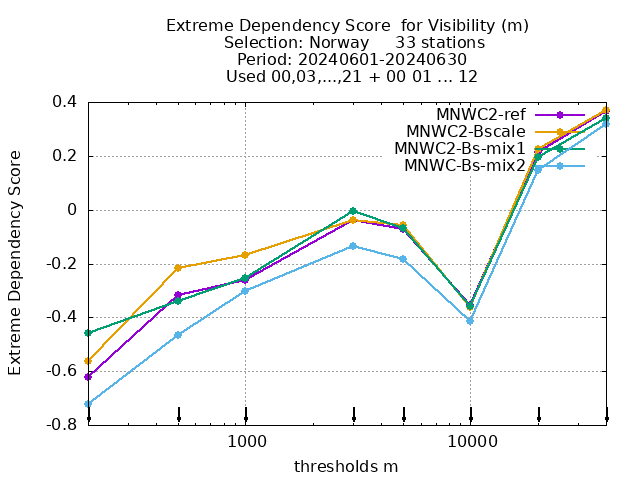 Extreme Dependency Score  for Visibility (m)
Selection: Norway     33 stations
Period: 20240601-20240630
Used 00,03,...,21 + 00 01 ... 12
MNWC2-ref
MNWC2-Bscale
MNWC2-Bs-mix1
MNWC-Bs-mix2
Extreme Dependency Score
0.4
0.2
0
-0.2
-0.4
-0.6
-0.8
1000
10000
thresholds m